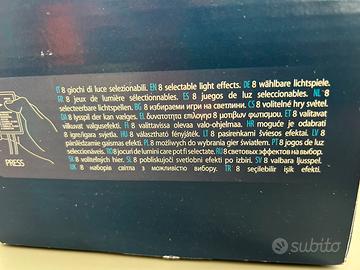 IT 8 giochi di luce selezionabili. EN 8 selectable light effects. DE 8 wählbare lichtspiele.
FR 8 jeux de lumière sélectionnables. ES 8 juegos de luz seleccionables. NL 8
selecteerbare lichtspellen. BG 8 избираеми игри на светлини. CS 8 volitelné hry světel.
DA 8 lysspil der kan vælges. EL 8 δυνατότητα επιλογής 8 μοτίβων φωτισμού. ET 8 valitavat
vilkuvat valgusefekti. FI 8 valittavissa olevaa valo-ohjelmaa. HR moguće je odabrati
8 igre/igara svjetla. HU 8 választható fényjáték. LT 8 pasirenkami šviesos efektai. LV 8
pārslēdzamie gaismas efekti. PL 8 możliwych do wybrania gier światłem. PT 8 jogos de luz
selecionáveis. RO 8 jocuri de lumini care pot fi selectate. RU 8 световых эффектов на выбор.
SK 8 voliteľných hier. SL 8 svetlobni efekti po izbiri. SV 8 valbara ljusspel.
UK 8 наборів світла з можливістю вибору. TR 8 seçilebilir ışık efekti.
PRESS
subito